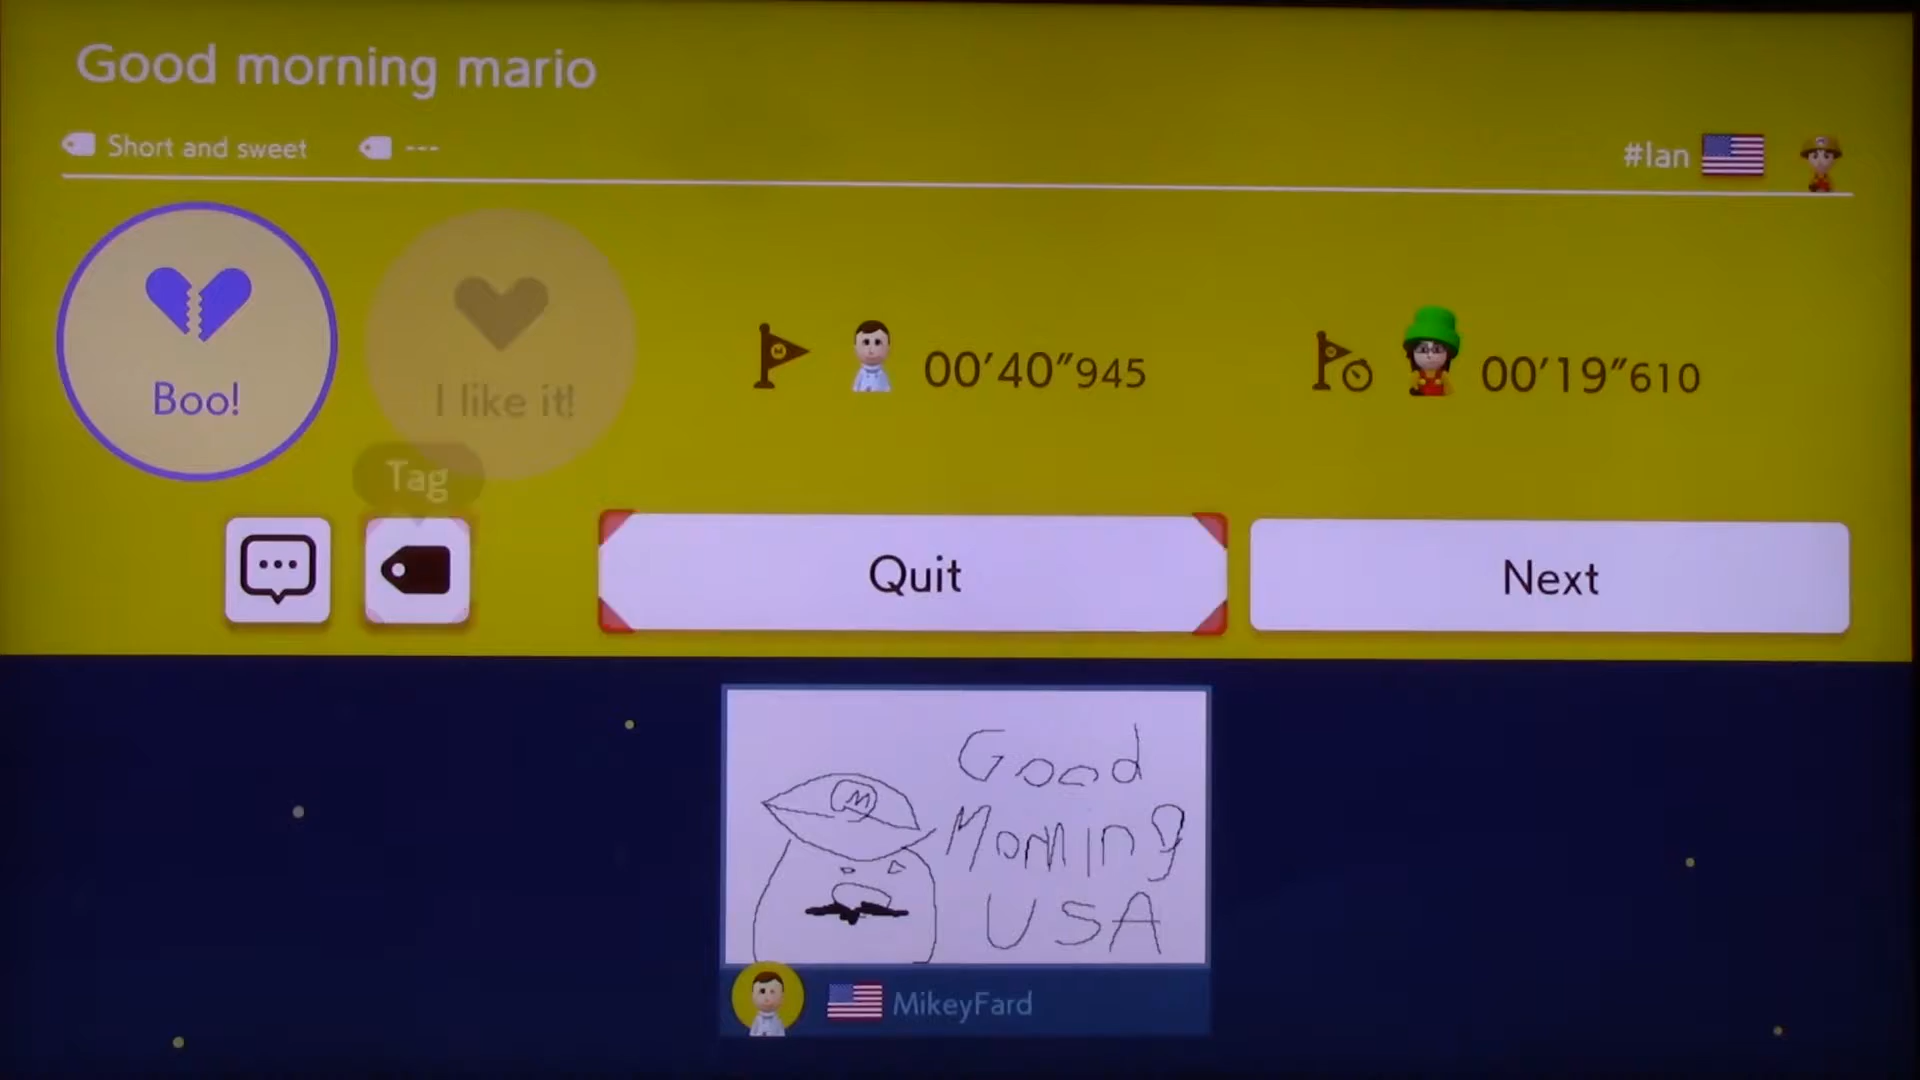 Good morning mario
Short and sweet
---
#Ian
Boo!
I like it!
00'40"945
00'19"610
Tag
Quit
Next
M
Good
Morning
USA
MikeyFard